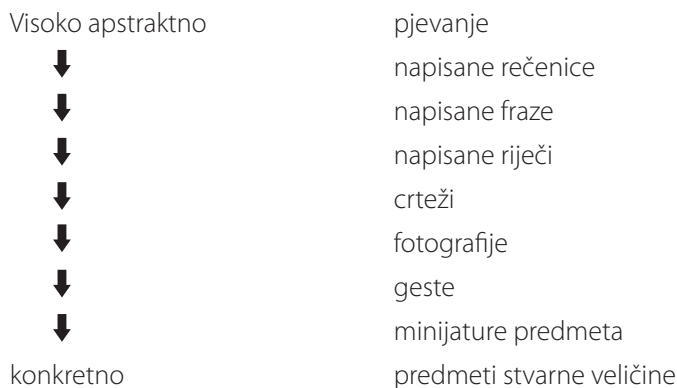 Visoko apstraktno pjevanje
napisane rečenice
napisane fraze
napisane riječi
crteži
fotografije
geste
minijature predmeta
konkretno predmeti stvarne veličine